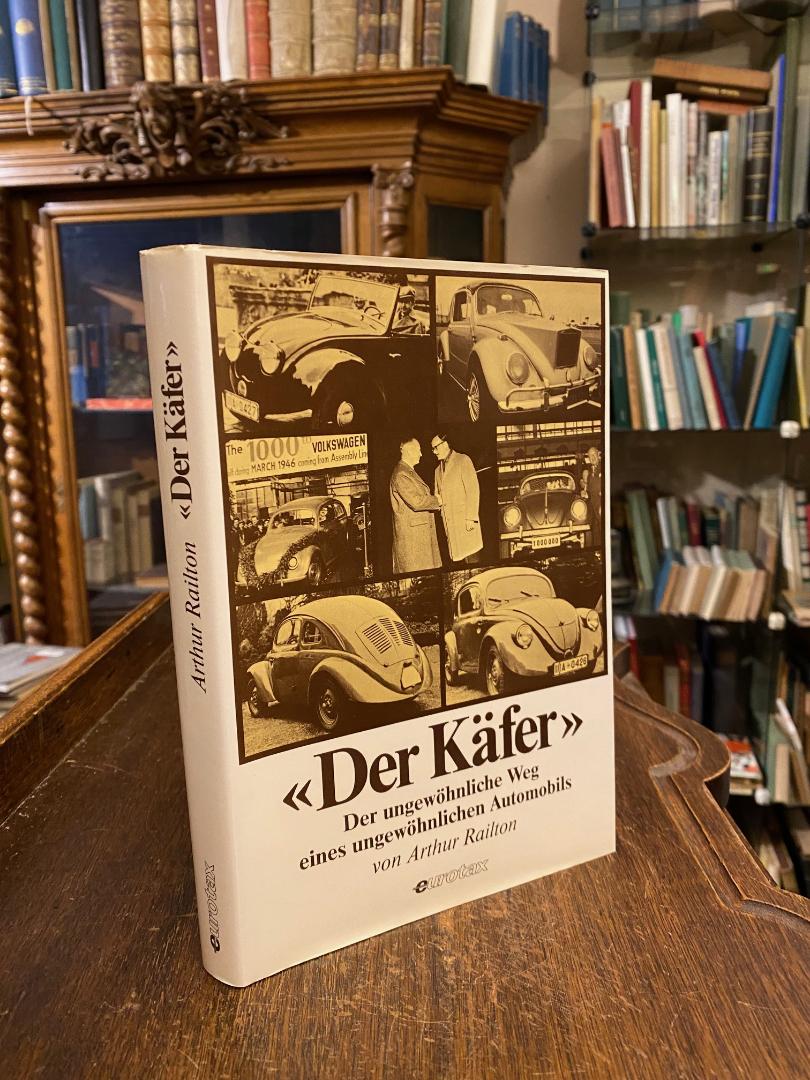 «Der Käfer»
Arthur Railton
eurotax
The 1000th VOLKSWAGEN
MARCH 1946 coming from Assembly Line
1000000
«Der Käfer»
Der ungewöhnliche Weg
eines ungewöhnlichen Automobils
von Arthur Railton
eurotax